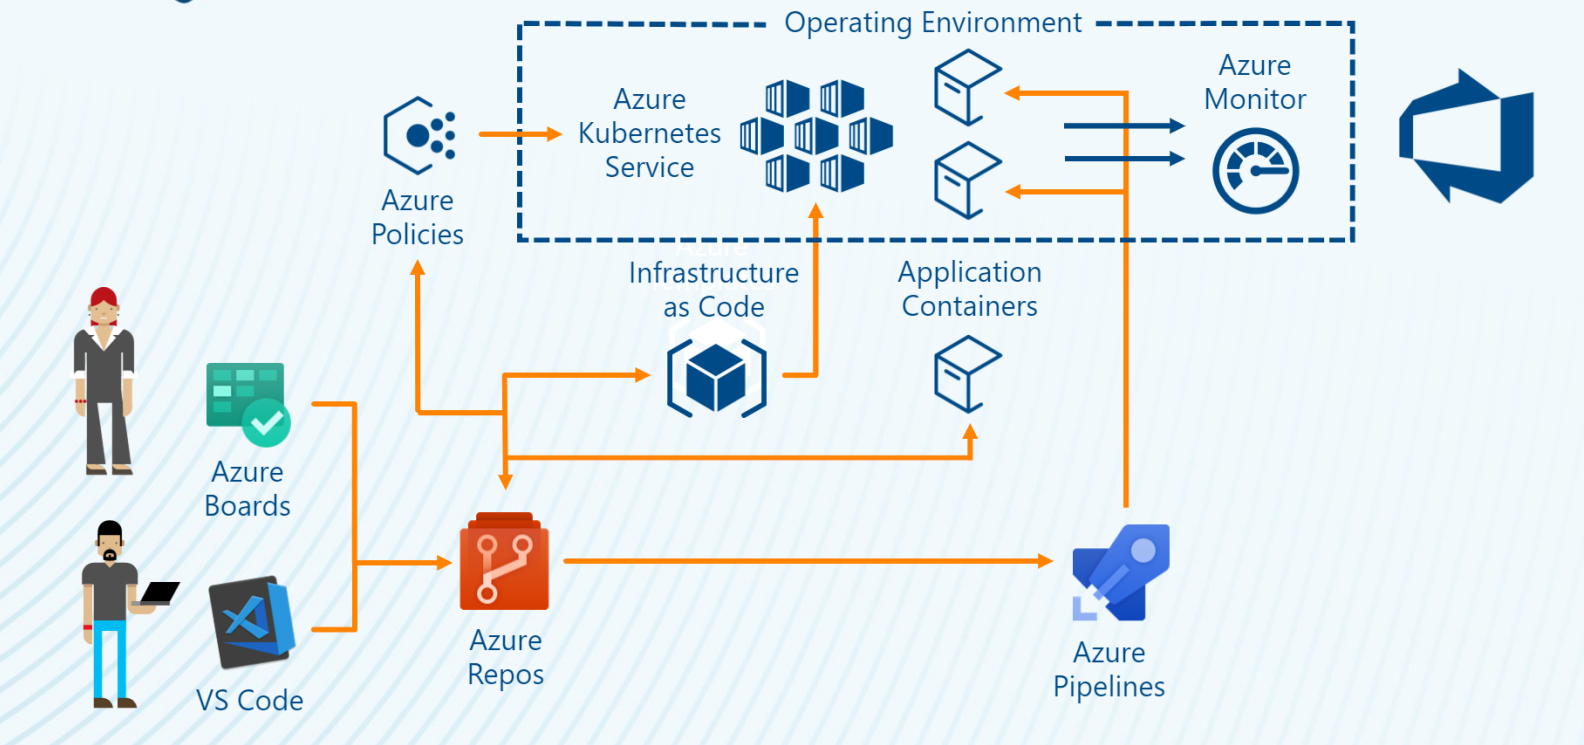 Operating Environment
Azure
Monitor
Azure
Kubernetes
Service
Azure
Policies
Azure
Infrastructure
as Code
Application
Containers
Azure
Boards
VS Code
Azure
Repos
Azure
Pipelines